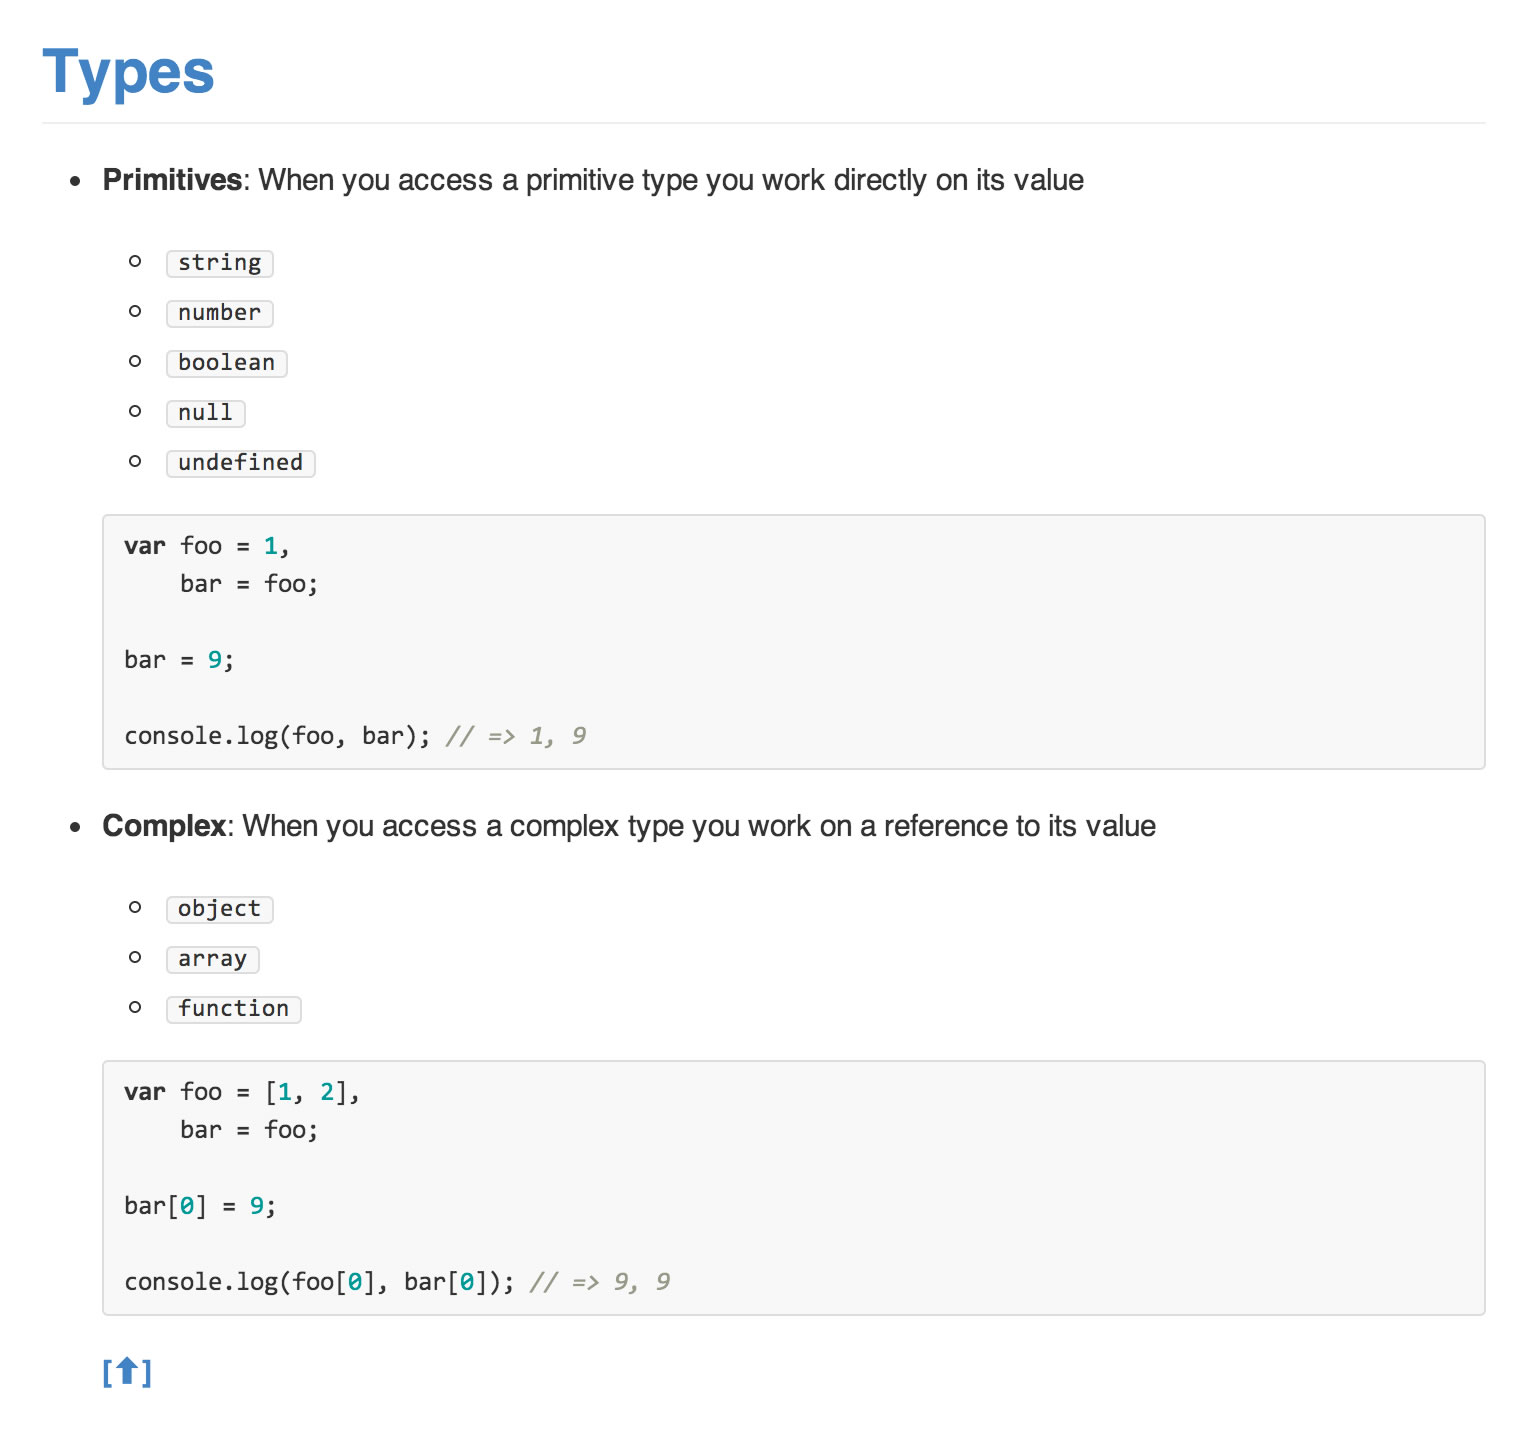 Types
Primitives: When you access a primitive type you work directly on its value
string
number
boolean
null
undefined
var foo = 1,
    bar = foo;
bar = 9;
console.log(foo, bar); // => 1, 9
Complex: When you access a complex type you work on a reference to its value
object
array
function
var foo = [1, 2],
    bar = foo;
bar[0] = 9;
console.log(foo[0], bar[0]); // => 9, 9
[⬆]